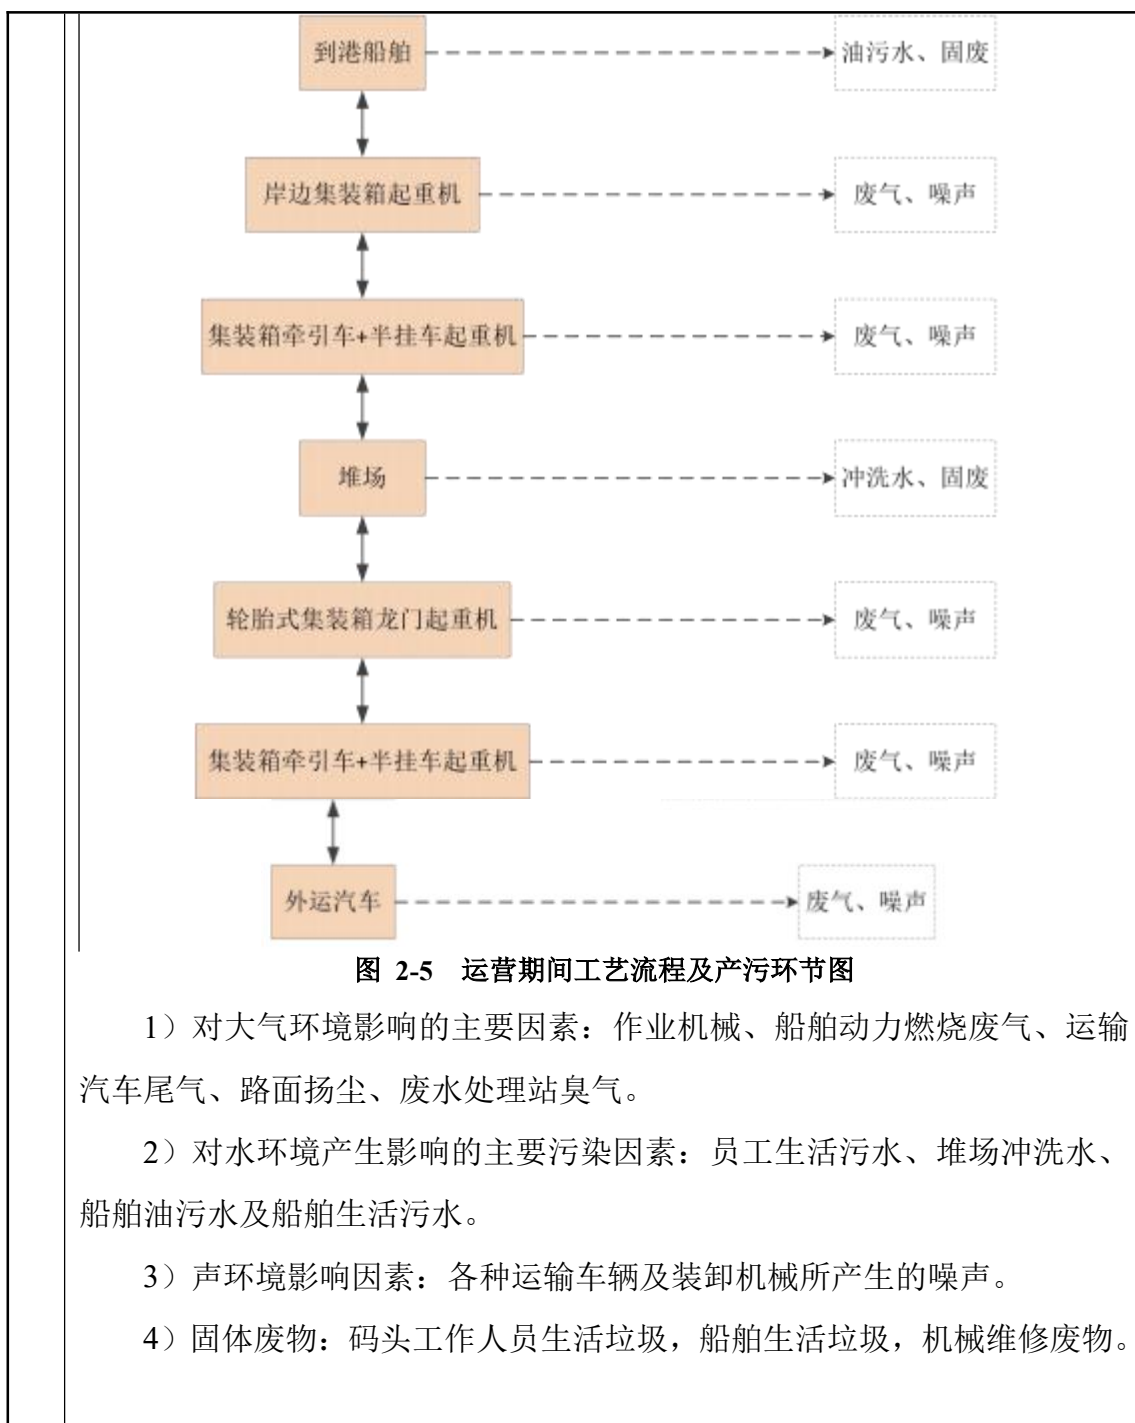 到港船舶
油污水、固废
岸边集装箱起重机
废气、噪声
集装箱牵引车+半挂车起重机
废气、噪声
堆场
冲洗水、固废
轮胎式集装箱龙门起重机
废气、噪声
集装箱牵引车+半挂车起重机
废气、噪声
外运汽车
废气、噪声
图 2-5 运营期间工艺流程及产污环节图
1）对大气环境影响的主要因素：作业机械、船舶动力燃烧废气、运输
汽车尾气、路面扬尘、废水处理站臭气。
2）对水环境产生影响的主要污染因素：员工生活污水、堆场冲洗水、
船舶油污水及船舶生活污水。
3）声环境影响因素：各种运输车辆及装卸机械所产生的噪声。
4）固体废物：码头工作人员生活垃圾，船舶生活垃圾，机械维修废物。